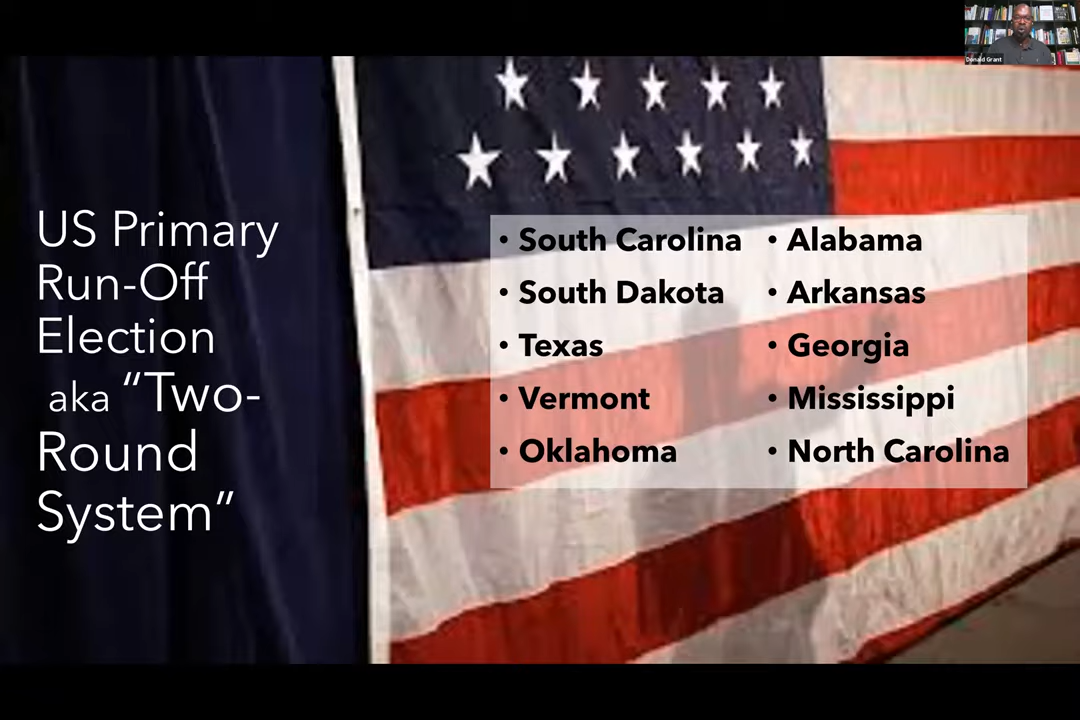 Donald Grant
US Primary
Run-Off
Election
aka “Two-
Round
System”
• South Carolina
• South Dakota
• Texas
• Vermont
• Oklahoma
• Alabama
• Arkansas
• Georgia
• Mississippi
• North Carolina